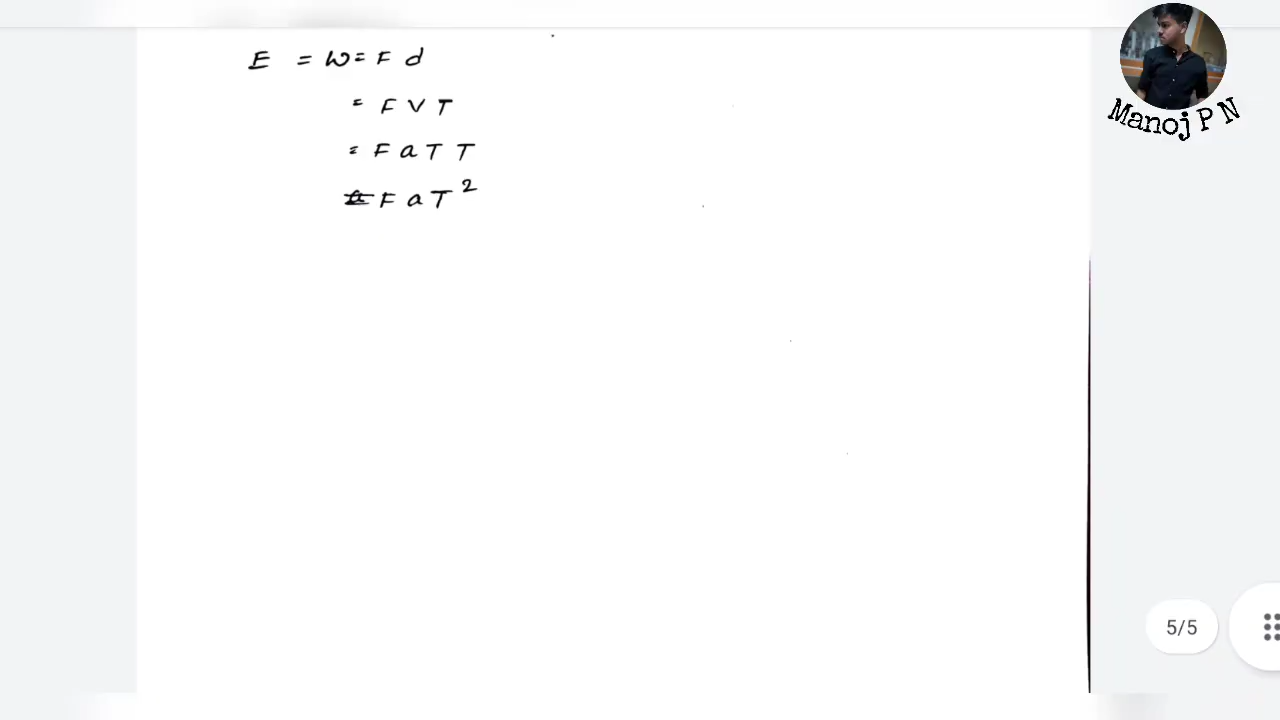 E = W = F d
= F V T
= F a T T
= F a T²
Manoj P N
5/5